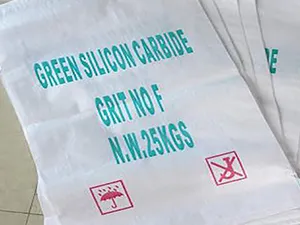 GREEN SILICON CARBIDE
GRIT NO F
N.W.25KGS